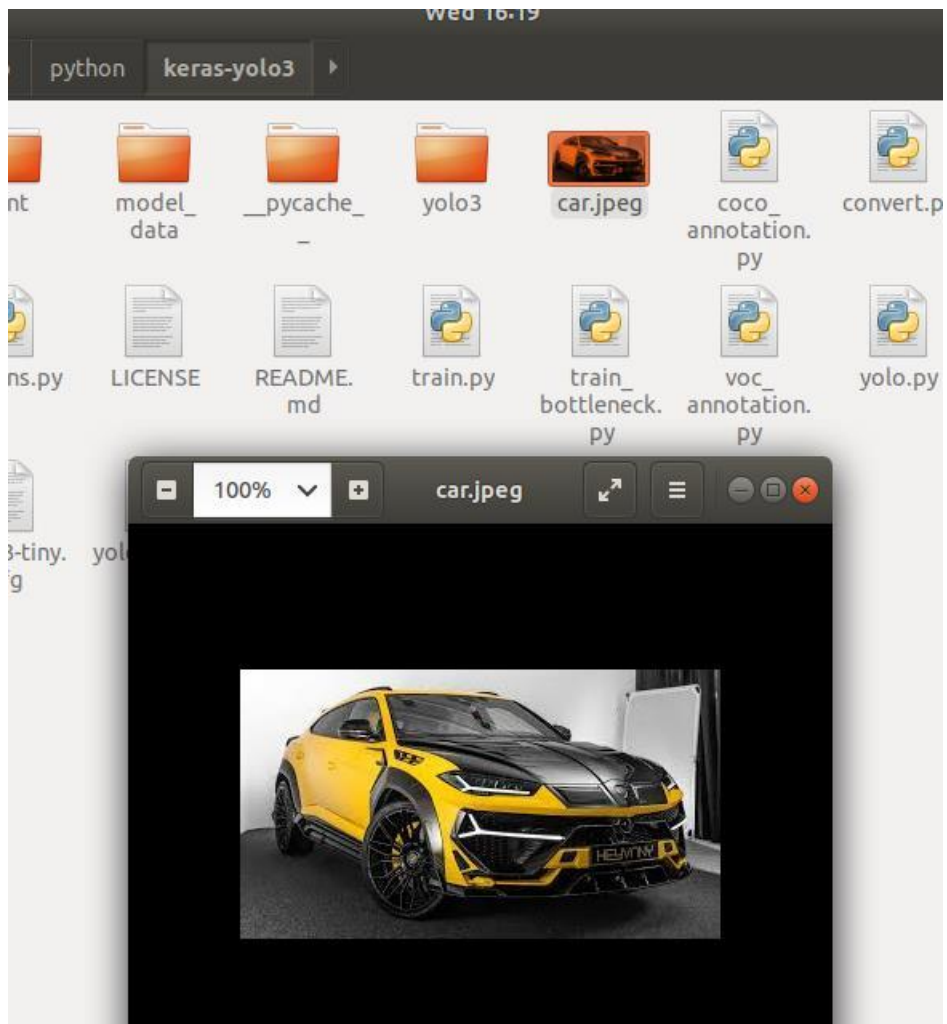 Wed 16:19
python keras-yolo3
nt
model_
data
__pycache_
_
yolo3
car.jpeg
coco_
annotation.
py
convert.p
ns.py
LICENSE
README.
md
train.py
train_
bottleneck.
py
voc_
annotation.
py
yolo.py
3-tiny.
g
yol
100% car.jpeg